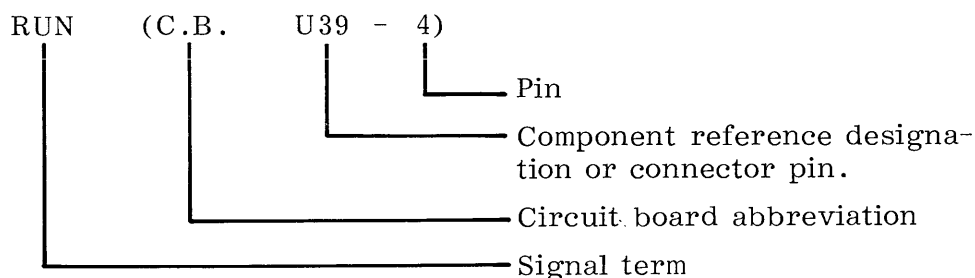 RUN (C.B. U39 - 4)
Pin
Component reference designa-
tion or connector pin.
Circuit board abbreviation
Signal term